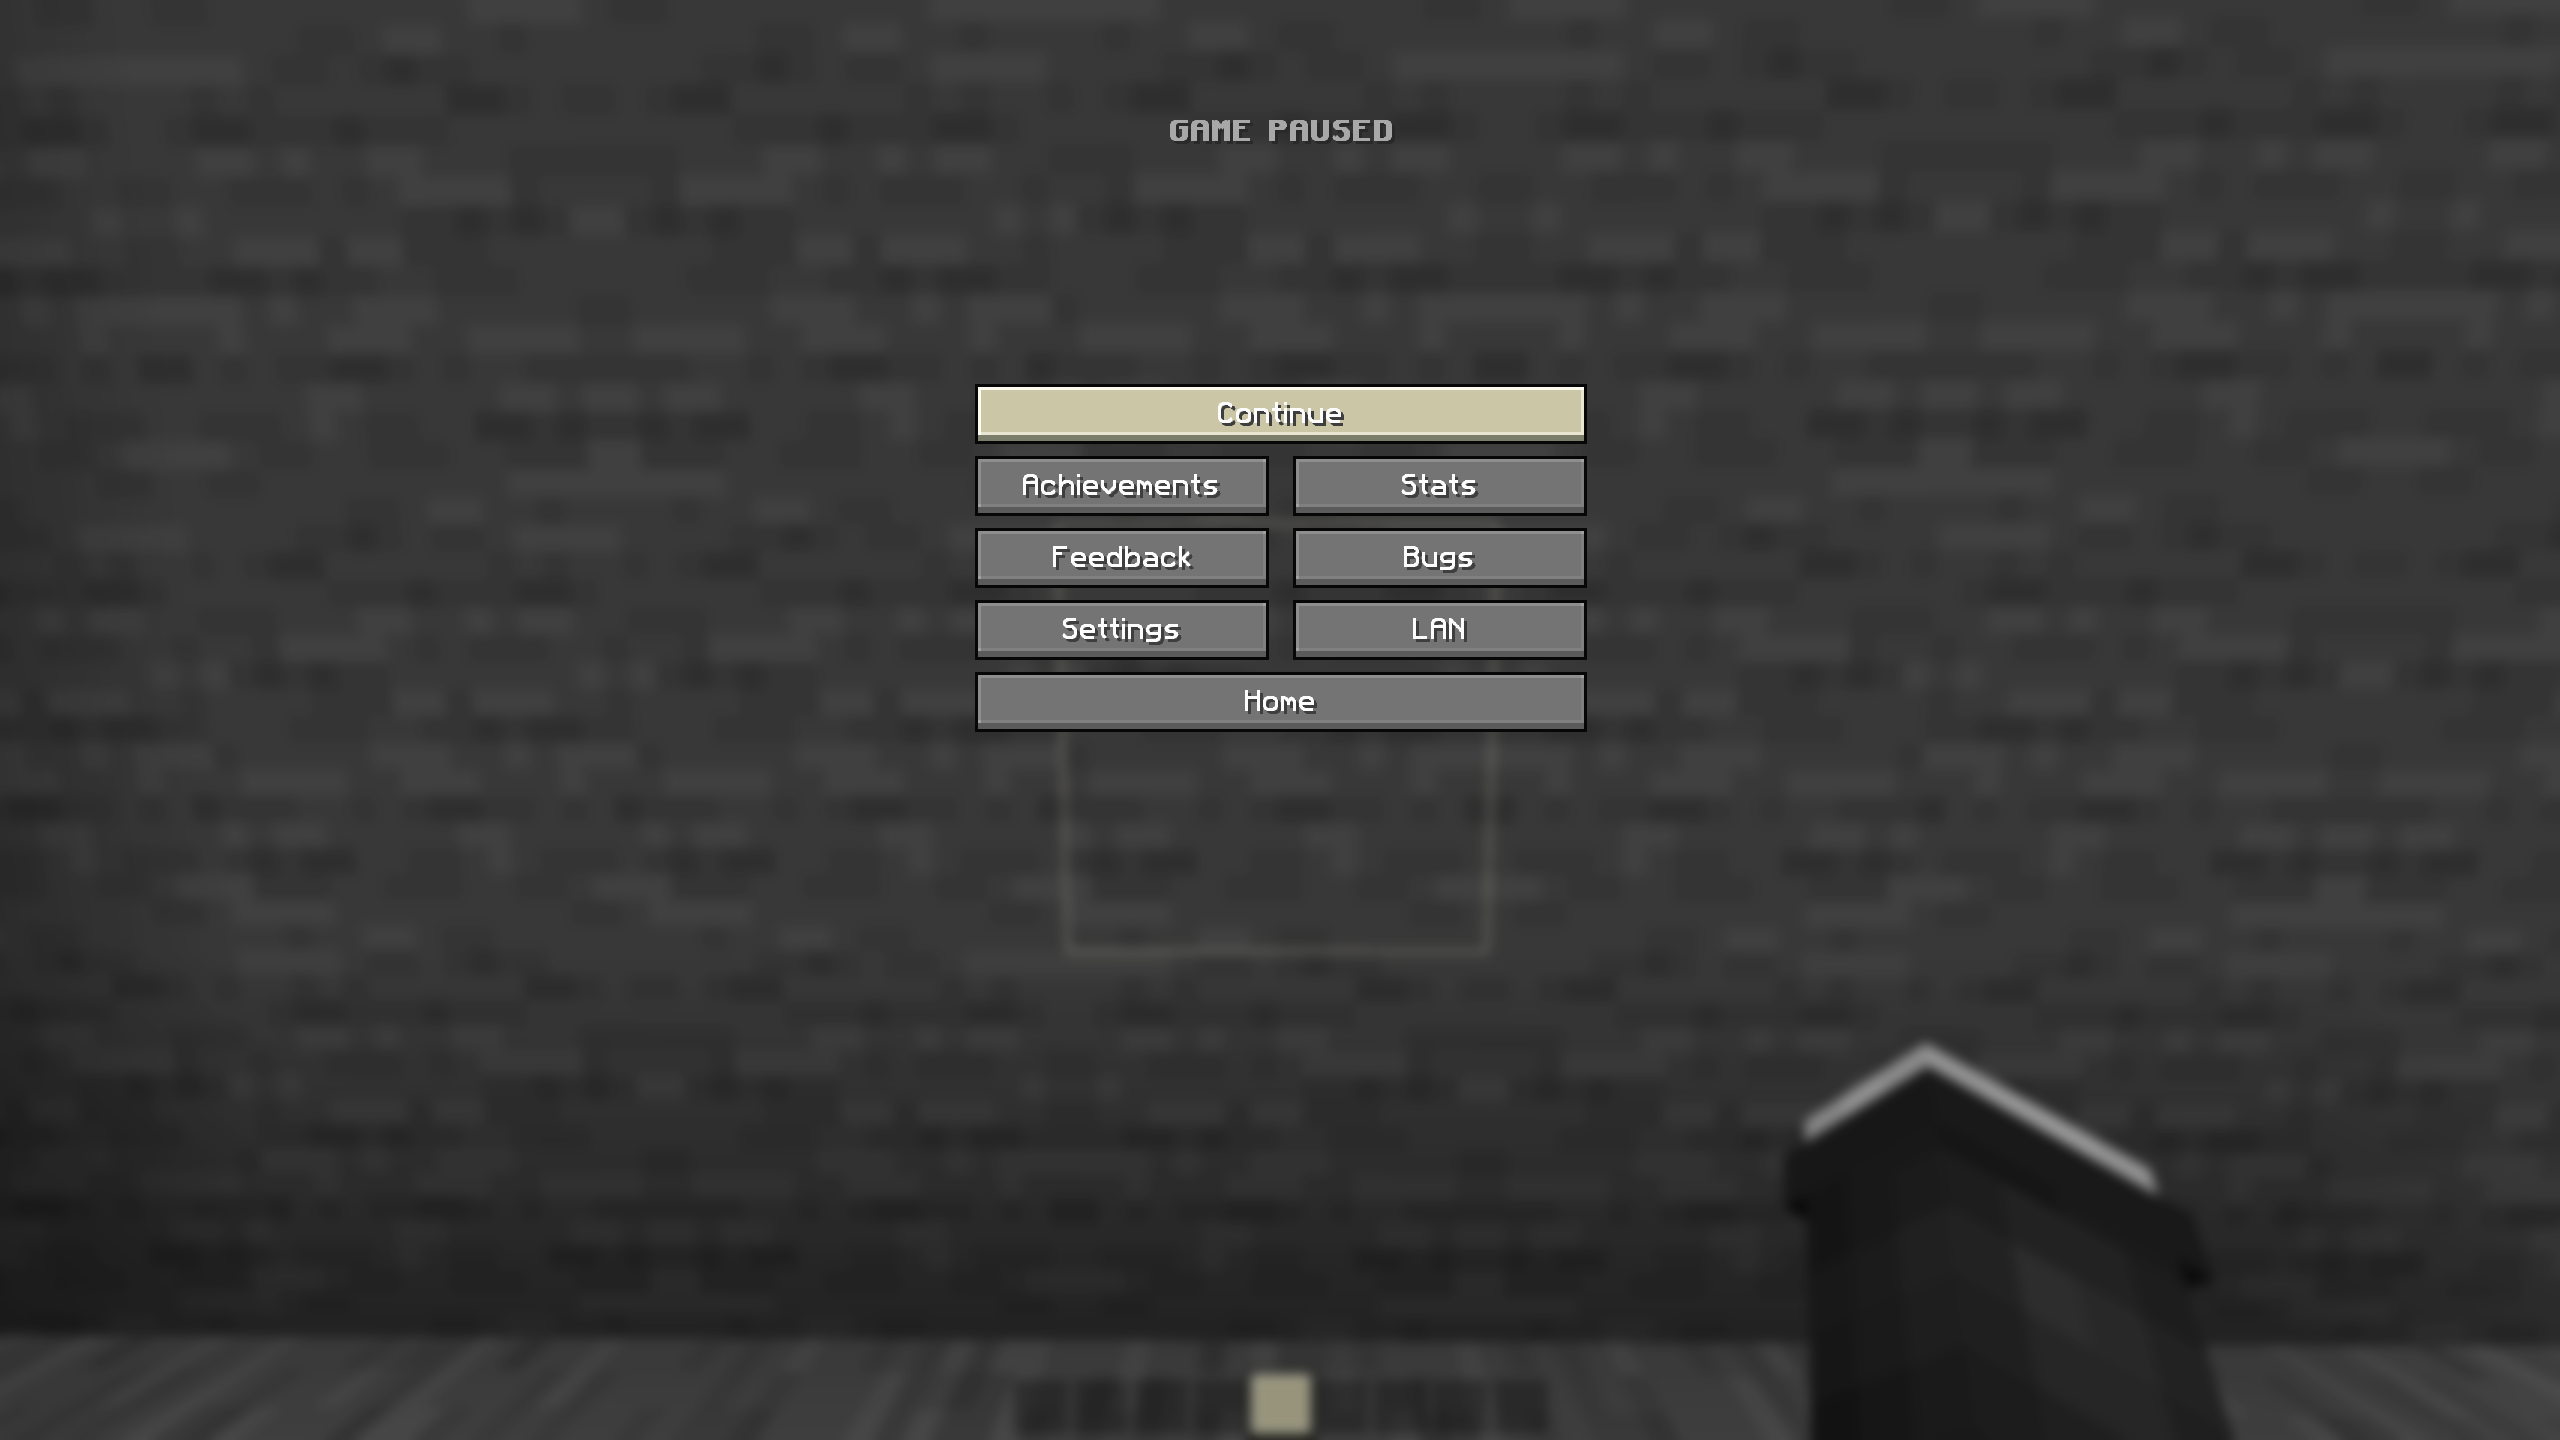 GAME PAUSED
Continue
Achievements
Stats
Feedback
Bugs
Settings
LAN
Home